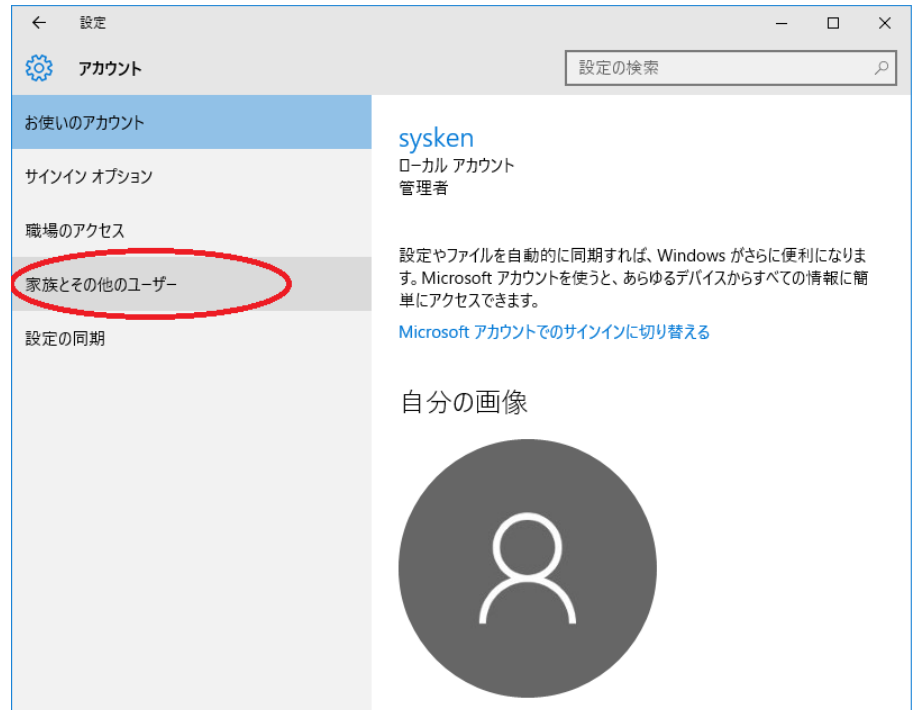 設定
アカウント
設定の検索
お使いのアカウント
サインイン オプション
職場のアクセス
家族とその他のユーザー
設定の同期
sysken
ローカル アカウント
管理者
設定やファイルを自動的に同期すれば、Windows がさらに便利になりま
す。Microsoft アカウントを使うと、あらゆるデバイスからすべての情報に簡
単にアクセスできます。
Microsoft アカウントでのサインインに切り替える
自分の画像